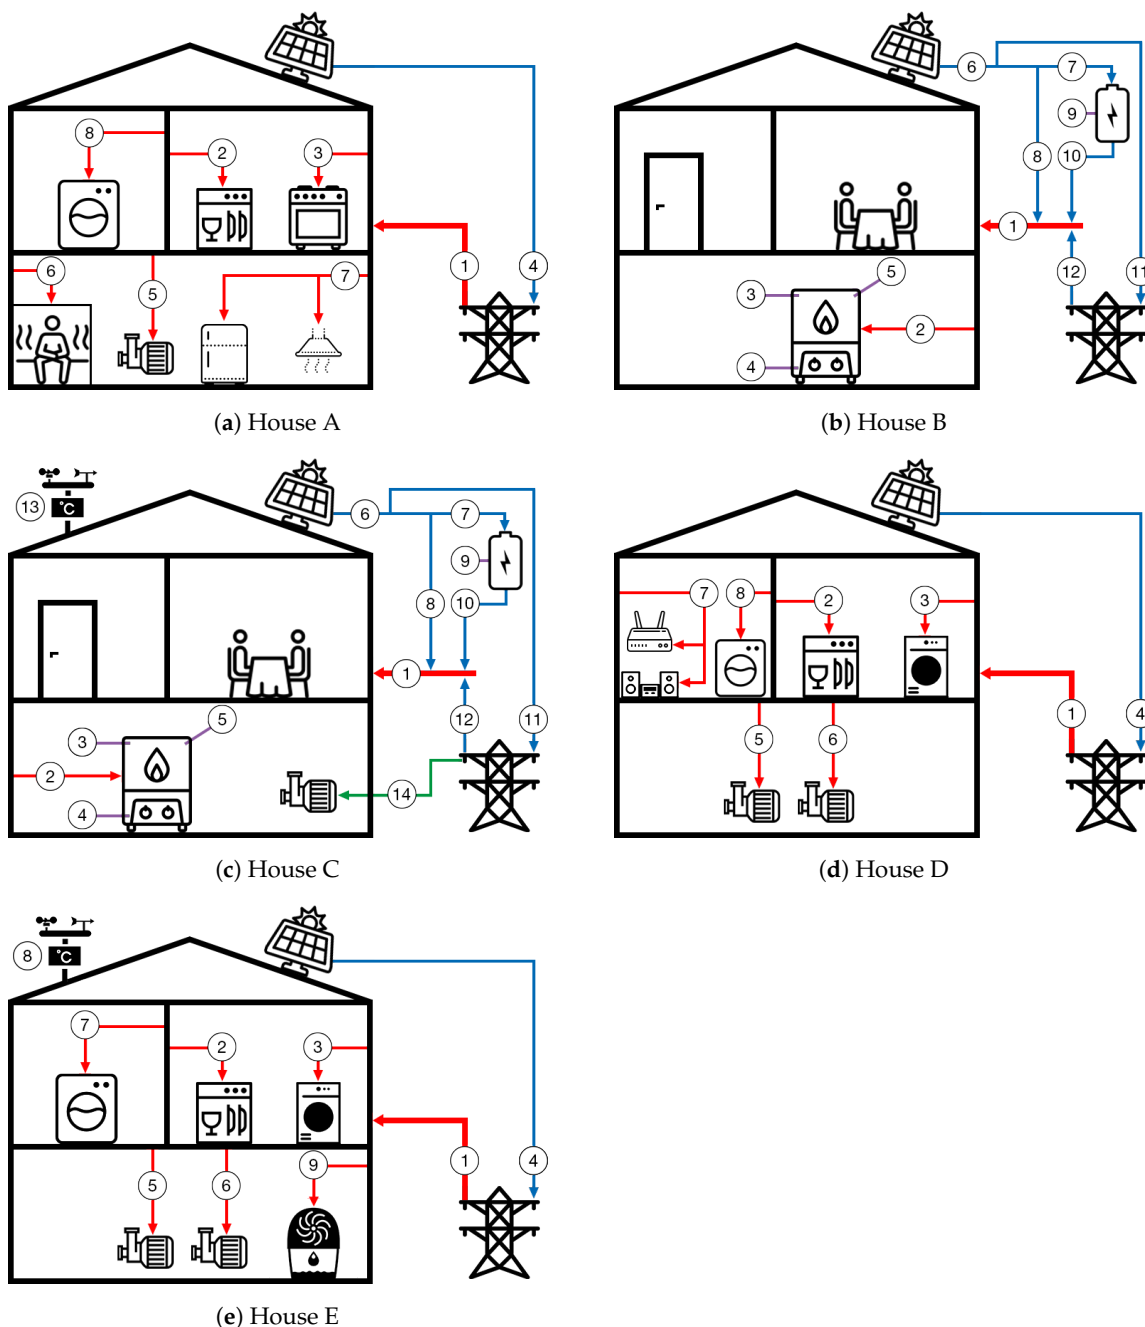 8 2 3
6 5 7 1 4
(a) House A
6 7
9
8 10
1
3 5 12 11
2
4
(b) House B
13 °C 6 7
9
8 10
1
3 5 12 11
2 14
4
(c) House C
7 8 2 3
5 6 1 4
(d) House D
8 °C
7 2 3
5 6 9 1 4
(e) House E